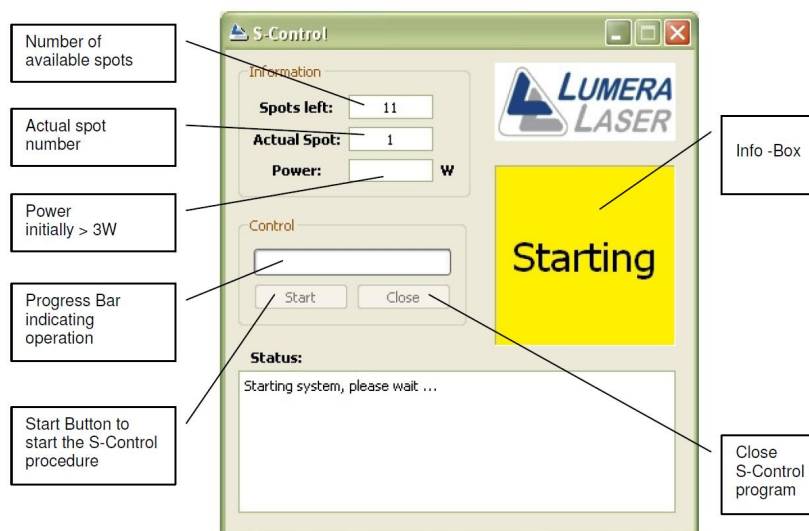 Number of
available spots
Actual spot
number
Power
initially > 3W
Progress Bar
indicating
operation
Start Button to
start the S-Control
procedure
S-Control
Information
Spots left: 11
Actual Spot: 1
Power: W
Control
Start Close
Status:
Starting system, please wait ...
LUMERA
LASER
Starting
Info -Box
Close
S-Control
program